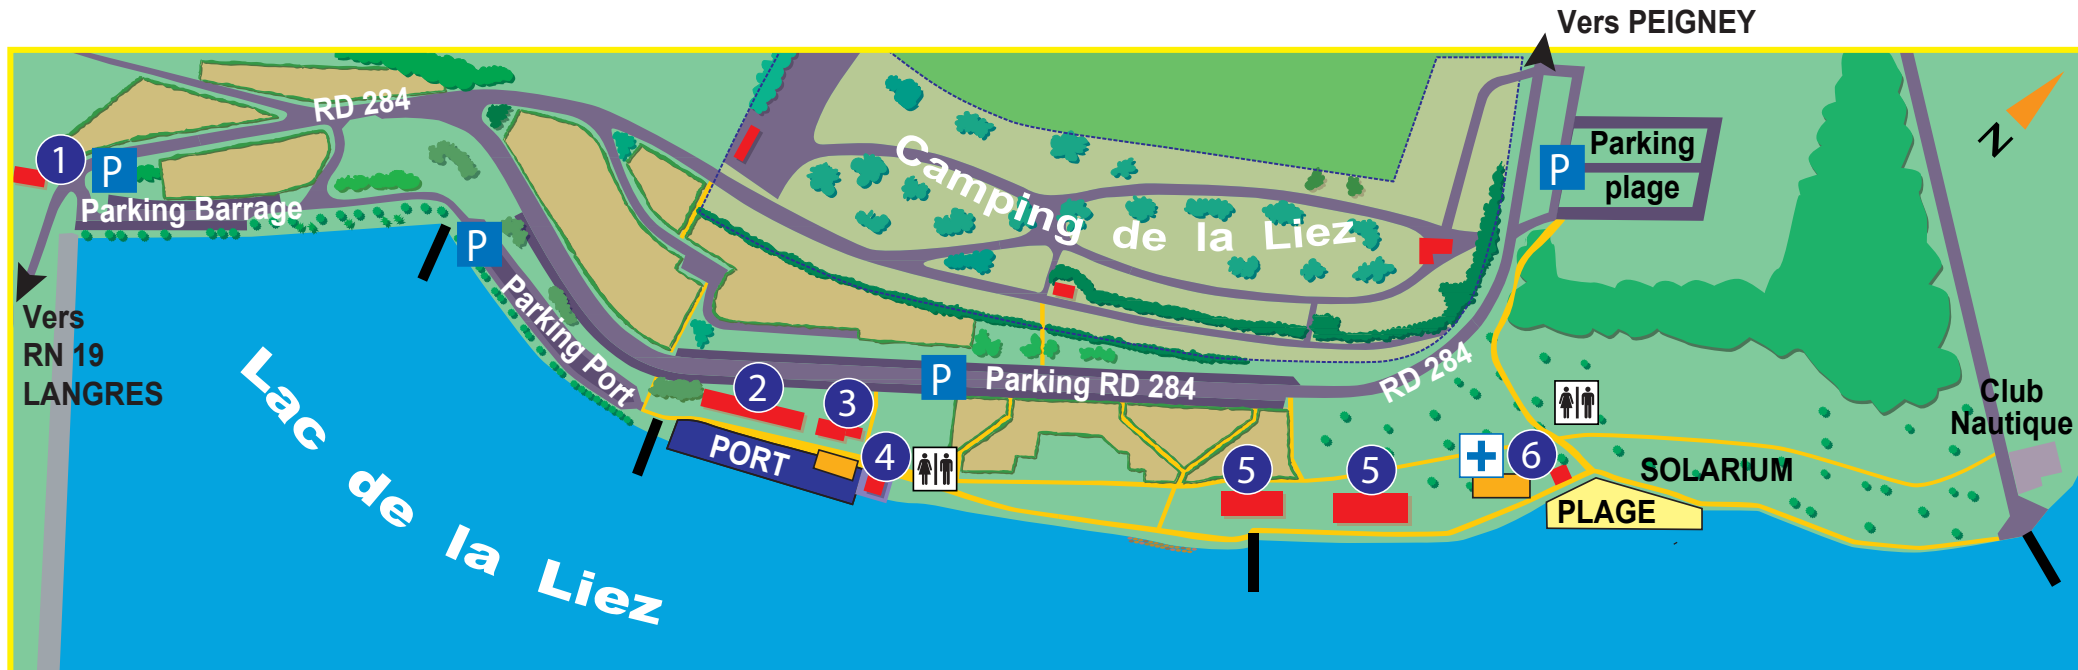 Vers PEIGNEY
RD 284
1
P
Parking Barrage
P
Parking Port
Vers
RN 19
LANGRES
Lac de la Liez
Camping de la Liez
P
Parking
plage
N
P
Parking RD 284
RD 284
2
3
4
PORT
5
5
6
SOLARIUM
PLAGE
Club
Nautique